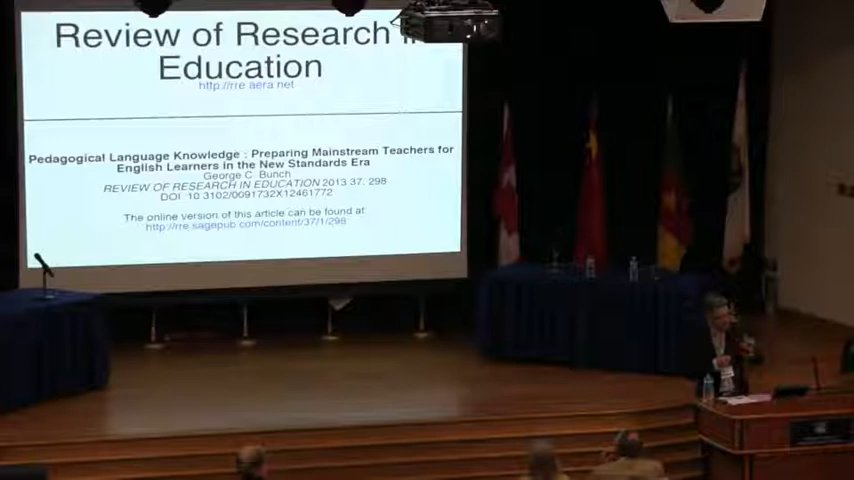 Review of Research i
Education
http://rre.aera.net
Pedagogical Language Knowledge : Preparing Mainstream Teachers for
English Learners in the New Standards Era
George C. Bunch
REVIEW OF RESEARCH IN EDUCATION 2013 37: 298
DOI: 10.3102/0091732X12461772
The online version of this article can be found at:
http://rre.sagepub.com/content/37/1/298